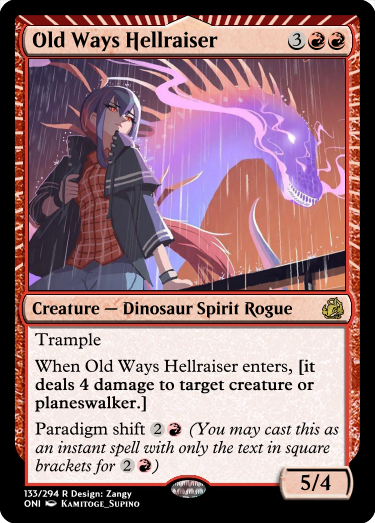 Old Ways Hellraiser 3
Creature — Dinosaur Spirit Rogue
Trample
When Old Ways Hellraiser enters, [it
deals 4 damage to target creature or
planeswalker.]
Paradigm shift 2 (You may cast this as
an instant spell with only the text in square
brackets for 2 )
5/4
133/294 R Design: Zangy
ONI Kamitoge_Supino